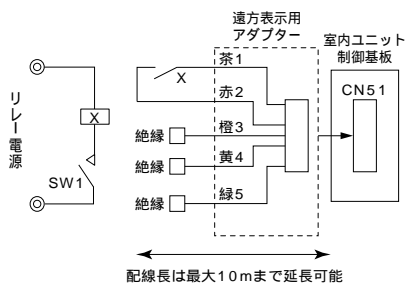 遠方表示用
アダプター
室内ユニット
制御基板
CN51
リレー電源
X
SW1
X
茶1
赤2
絶縁
橙3
絶縁
黄4
絶縁
緑5
配線長は最大10mまで延長可能